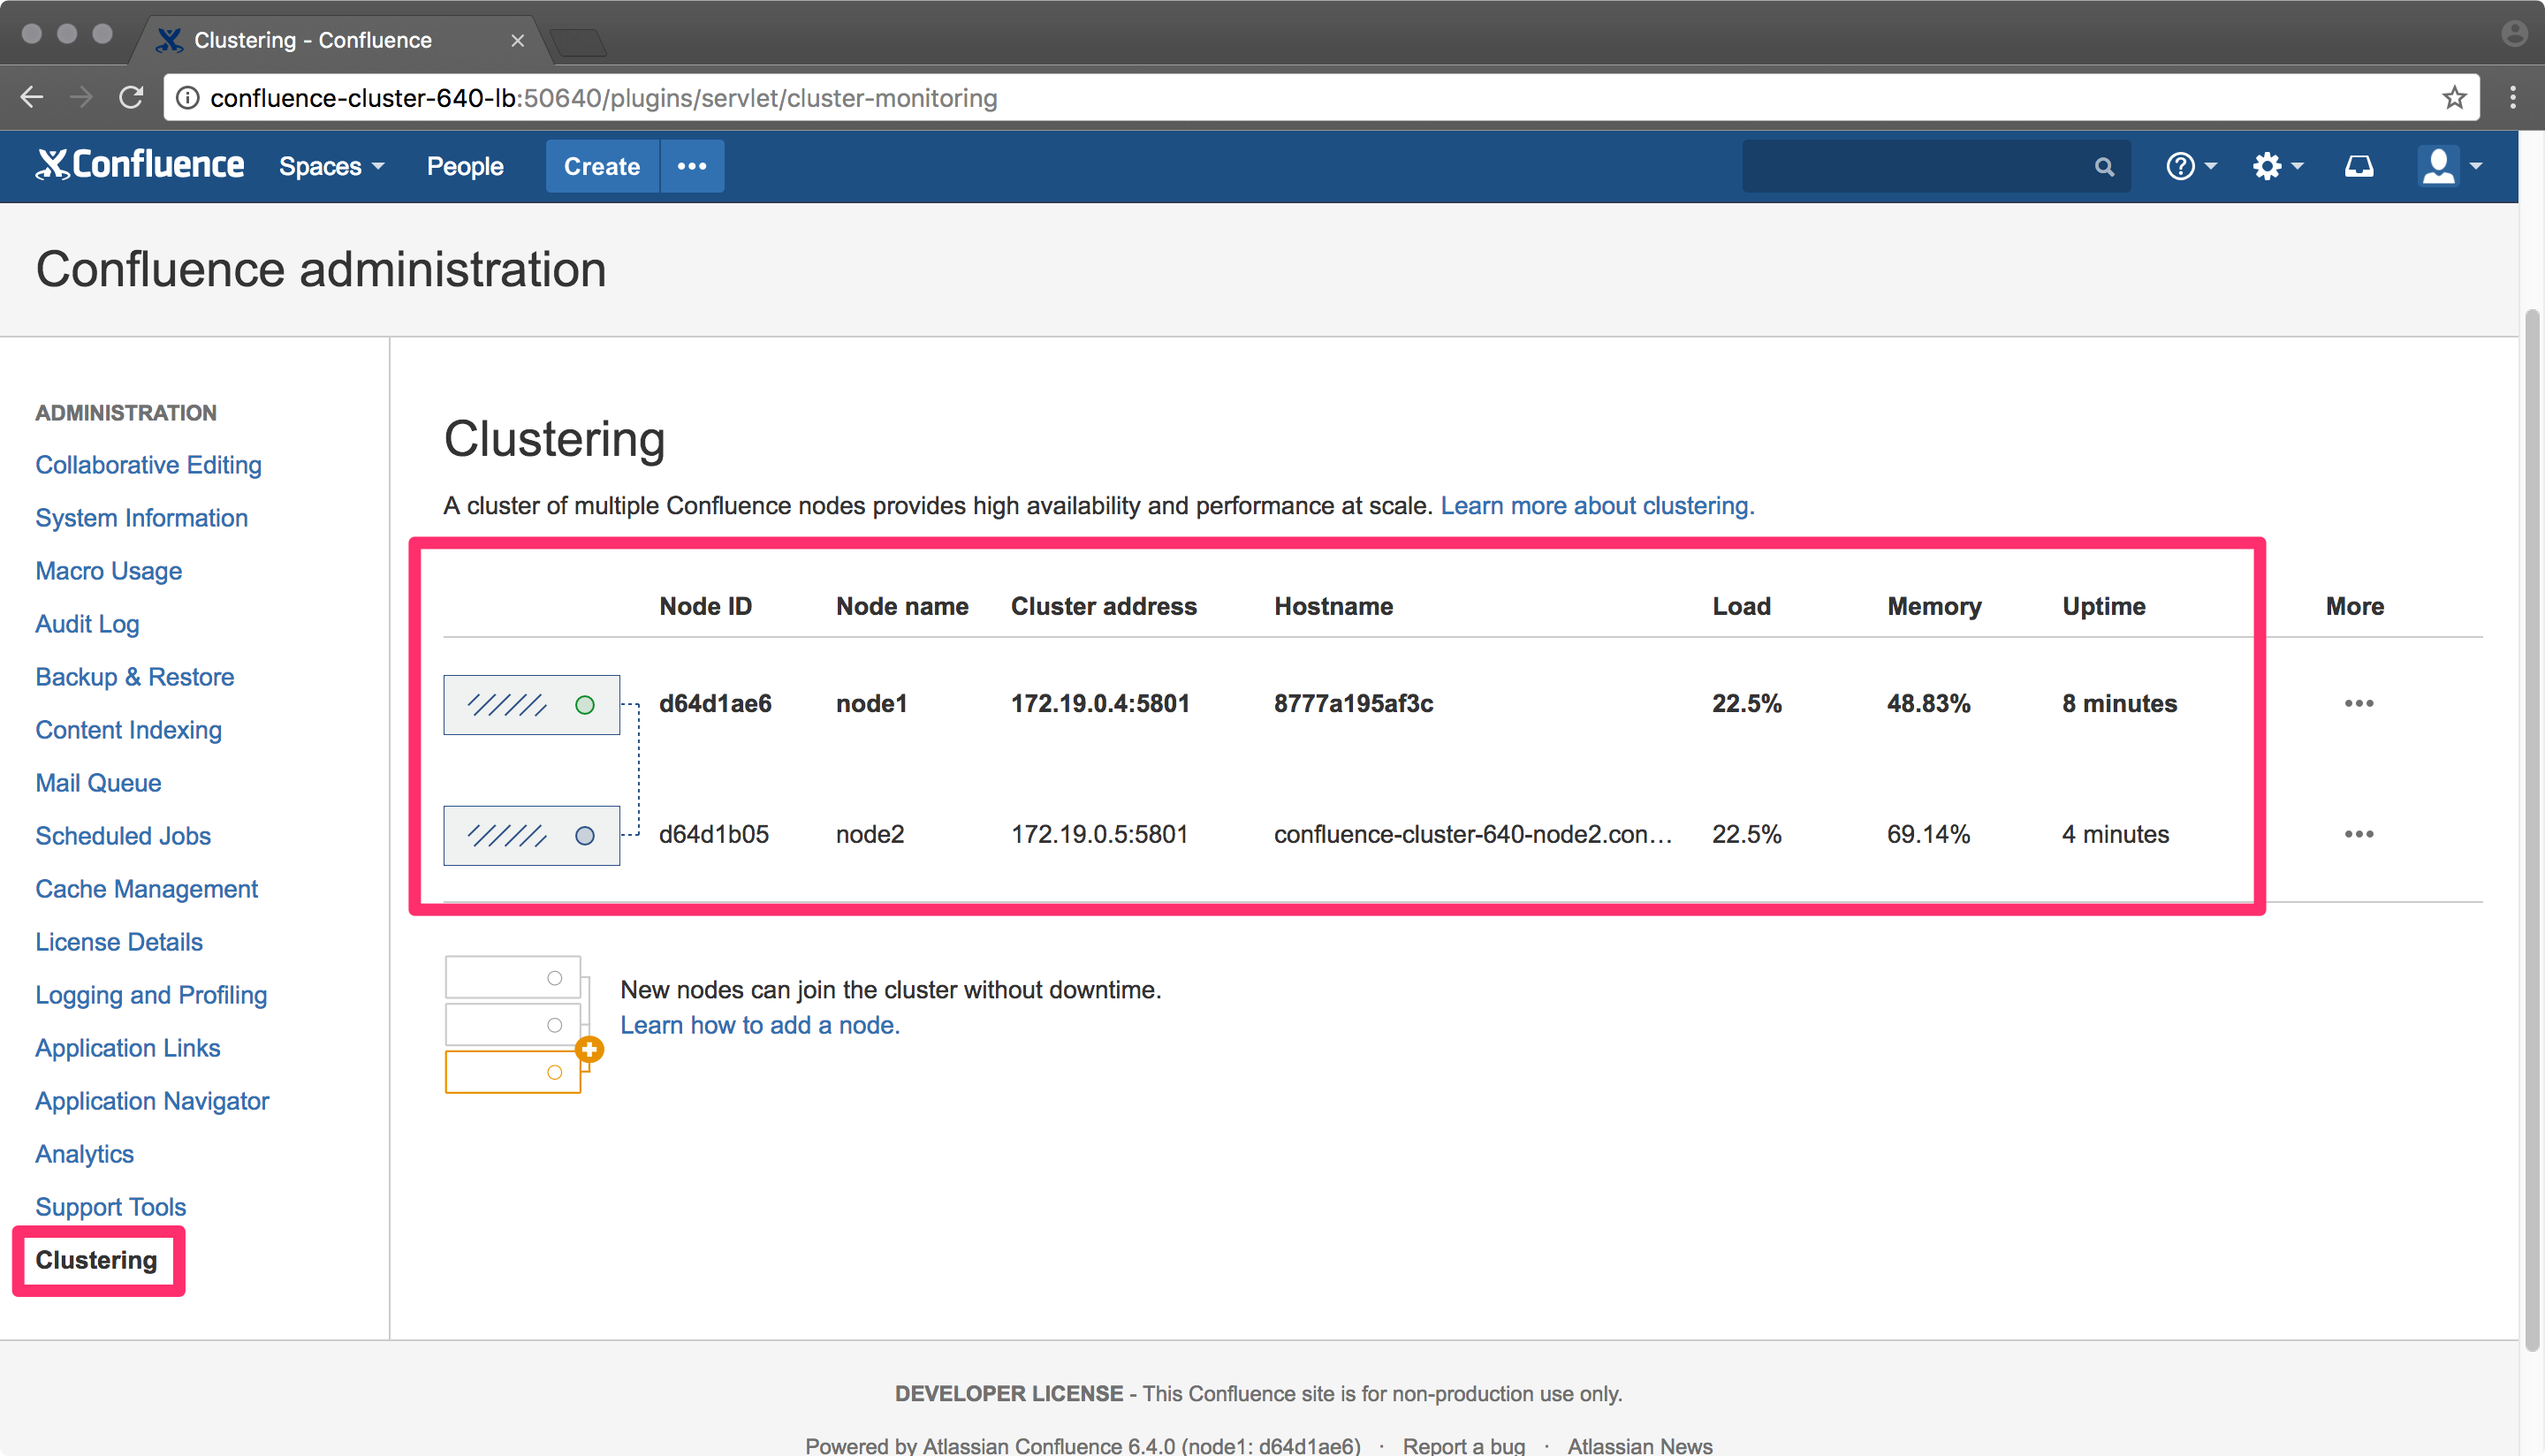 Clustering - Confluence
confluence-cluster-640-lb:50640/plugins/servlet/cluster-monitoring
Confluence Spaces People Create
Confluence administration
ADMINISTRATION
Collaborative Editing
System Information
Macro Usage
Audit Log
Backup & Restore
Content Indexing
Mail Queue
Scheduled Jobs
Cache Management
License Details
Logging and Profiling
Application Links
Application Navigator
Analytics
Support Tools
Clustering
Clustering
A cluster of multiple Confluence nodes provides high availability and performance at scale. Learn more about clustering.
Node ID Node name Cluster address Hostname Load Memory Uptime More
d64d1ae6 node1 172.19.0.4:5801 8777a195af3c 22.5% 48.83% 8 minutes
d64d1b05 node2 172.19.0.5:5801 confluence-cluster-640-node2.con... 22.5% 69.14% 4 minutes
New nodes can join the cluster without downtime.
Learn how to add a node.
DEVELOPER LICENSE - This Confluence site is for non-production use only.
Powered by Atlassian Confluence 6.4.0 (node1: d64d1ae6) · Report a bug · Atlassian News